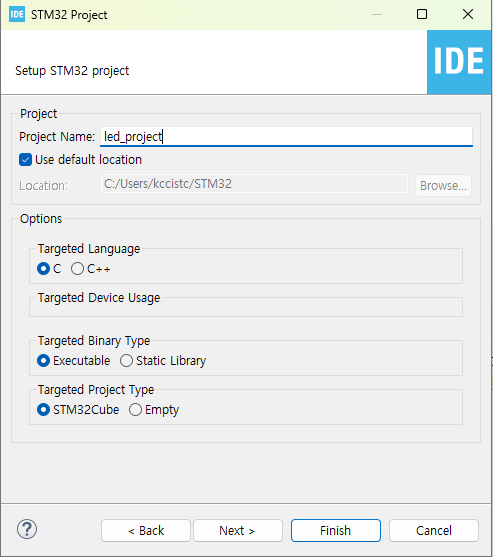 IDE STM32 Project
Setup STM32 project
IDE
Project
Project Name: led_project
Use default location
Location: C:/Users/kccistc/STM32 Browse...
Options
Targeted Language
C C++
Targeted Device Usage
Targeted Binary Type
Executable Static Library
Targeted Project Type
STM32Cube Empty
? < Back Next > Finish Cancel